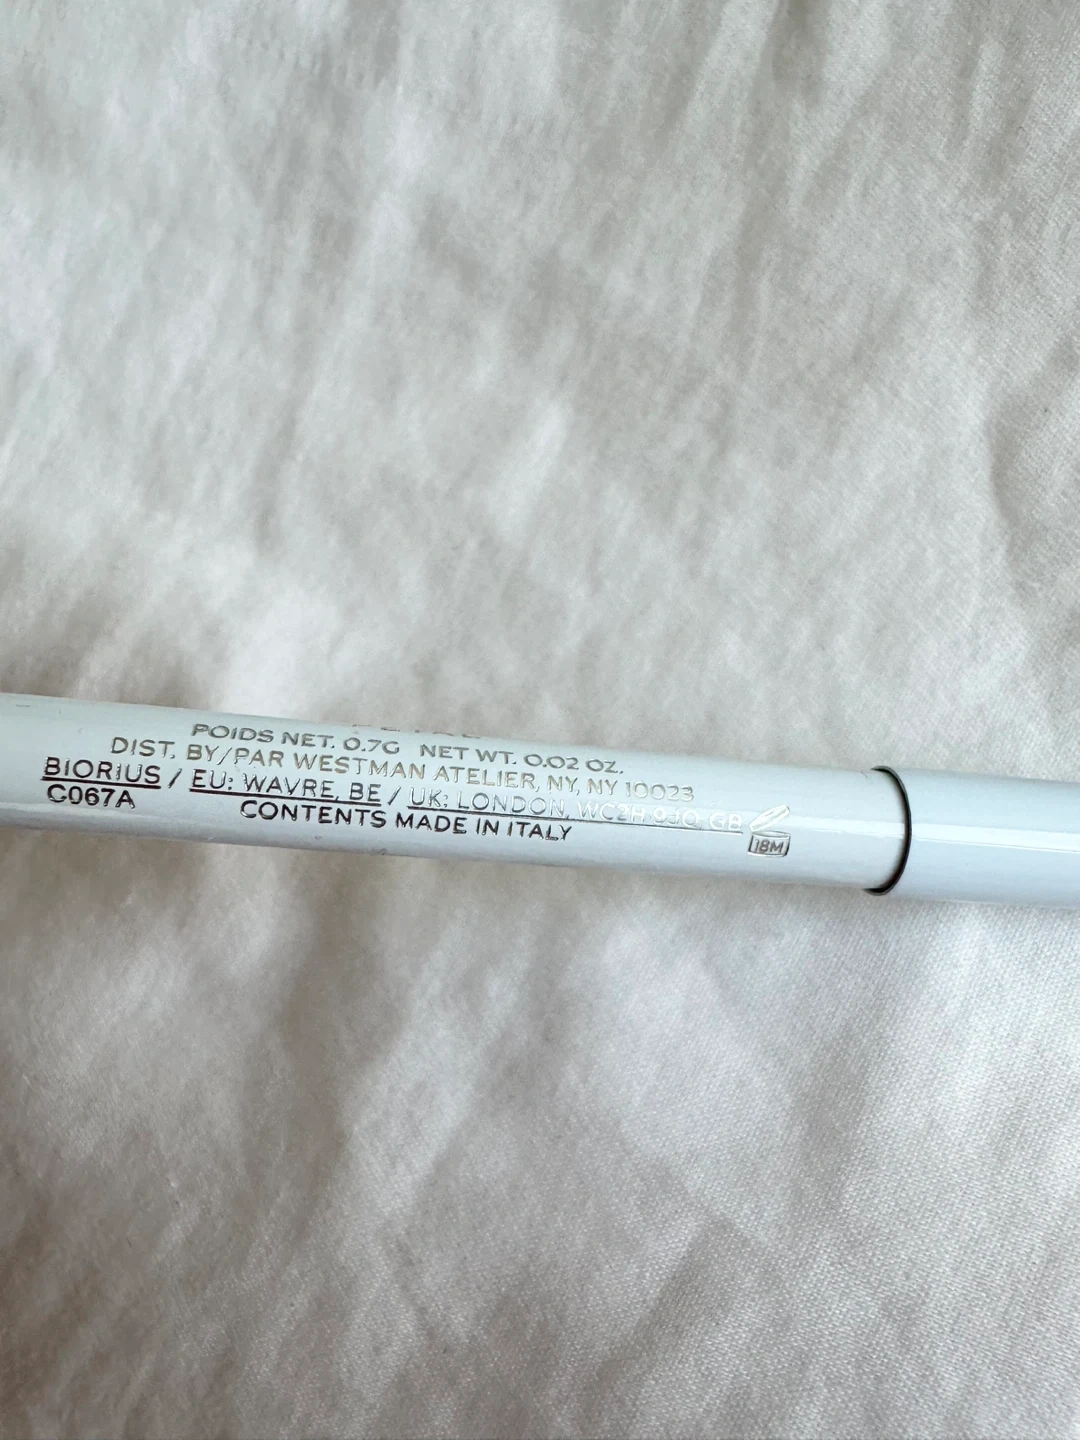 POIDS NET. 0.7G NET WT. 0.02 OZ.
DIST. BY/PAR WESTMAN ATELIER, NY, NY 10023
BIORIUS / EU: WAVRE, BE / UK: LONDON, WC2H 9JQ, GB
C067A
CONTENTS MADE IN ITALY
18M